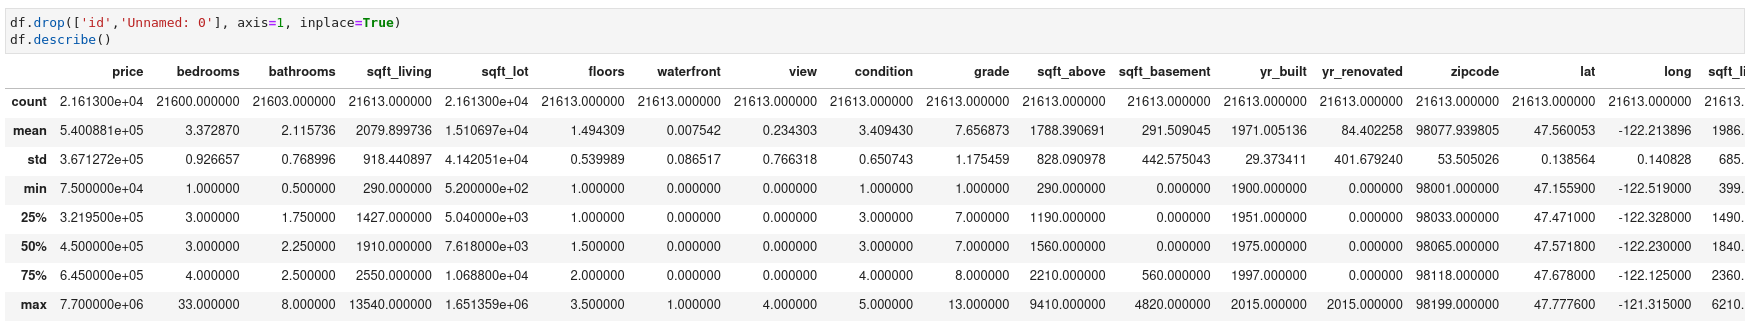 df.drop(['id','Unnamed: 0'], axis=1, inplace=True)
df.describe()
price bedrooms bathrooms sqft_living sqft_lot floors waterfront view condition grade sqft_above sqft_basement yr_built yr_renovated zipcode lat long sqft_li
count 2.161300e+04 21600.000000 21603.000000 21613.000000 2.161300e+04 21613.000000 21613.000000 21613.000000 21613.000000 21613.000000 21613.000000 21613.000000 21613.000000 21613.000000 21613.000000 21613.000000 21613.000000 21613.
mean 5.400881e+05 3.372870 2.115736 2079.899736 1.510697e+04 1.494309 0.007542 0.234303 3.409430 7.656873 1788.390691 291.509045 1971.005136 84.402258 98077.939805 47.560053 -122.213896 1986.
std 3.671272e+05 0.926657 0.768996 918.440897 4.142051e+04 0.539989 0.086517 0.766318 0.650743 1.175459 828.090978 442.575043 29.373411 401.679240 53.505026 0.138564 0.140828 685.
min 7.500000e+04 1.000000 0.500000 290.000000 5.200000e+02 1.000000 0.000000 0.000000 1.000000 1.000000 290.000000 0.000000 1900.000000 0.000000 98001.000000 47.155900 -122.519000 399.
25% 3.219500e+05 3.000000 1.750000 1427.000000 5.040000e+03 1.000000 0.000000 0.000000 3.000000 7.000000 1190.000000 0.000000 1951.000000 0.000000 98033.000000 47.471000 -122.328000 1490.
50% 4.500000e+05 3.000000 2.250000 1910.000000 7.618000e+03 1.500000 0.000000 0.000000 3.000000 7.000000 1560.000000 0.000000 1975.000000 0.000000 98065.000000 47.571800 -122.230000 1840.
75% 6.450000e+05 4.000000 2.500000 2550.000000 1.068800e+04 2.000000 0.000000 0.000000 4.000000 8.000000 2210.000000 560.000000 1997.000000 0.000000 98118.000000 47.678000 -122.125000 2360.
max 7.700000e+06 33.000000 8.000000 13540.000000 1.651359e+06 3.500000 1.000000 4.000000 5.000000 13.000000 9410.000000 4820.000000 2015.000000 2015.000000 98199.000000 47.777600 -121.315000 6210.